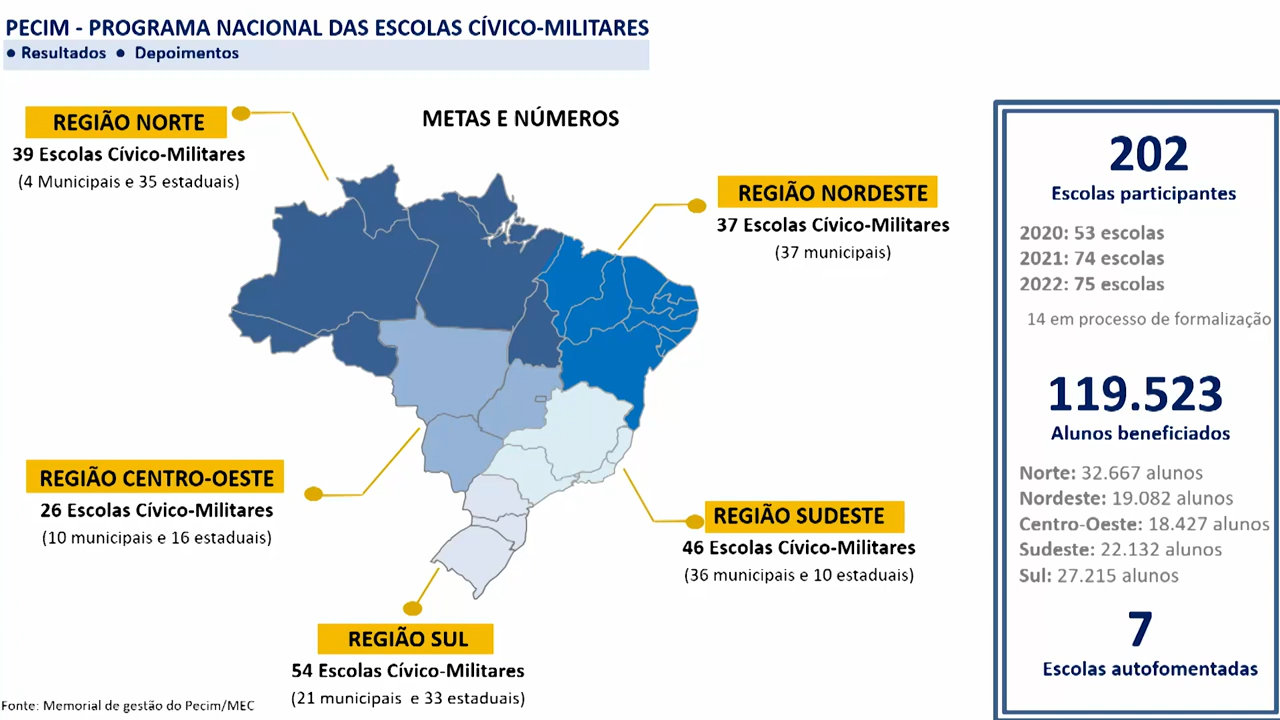 PECIM - PROGRAMA NACIONAL DAS ESCOLAS CÍVICO-MILITARES
● Resultados ● Depoimentos
METAS E NÚMEROS
REGIÃO NORTE
39 Escolas Cívico-Militares
(4 Municipais e 35 estaduais)
REGIÃO NORDESTE
37 Escolas Cívico-Militares
(37 municipais)
REGIÃO CENTRO-OESTE
26 Escolas Cívico-Militares
(10 municipais e 16 estaduais)
REGIÃO SUDESTE
46 Escolas Cívico-Militares
(36 municipais e 10 estaduais)
REGIÃO SUL
54 Escolas Cívico-Militares
(21 municipais e 33 estaduais)
Fonte: Memorial de gestão do Pecim/MEC
202
Escolas participantes
2020: 53 escolas
2021: 74 escolas
2022: 75 escolas
14 em processo de formalização
119.523
Alunos beneficiados
Norte: 32.667 alunos
Nordeste: 19.082 alunos
Centro-Oeste: 18.427 alunos
Sudeste: 22.132 alunos
Sul: 27.215 alunos
7
Escolas autofomentadas